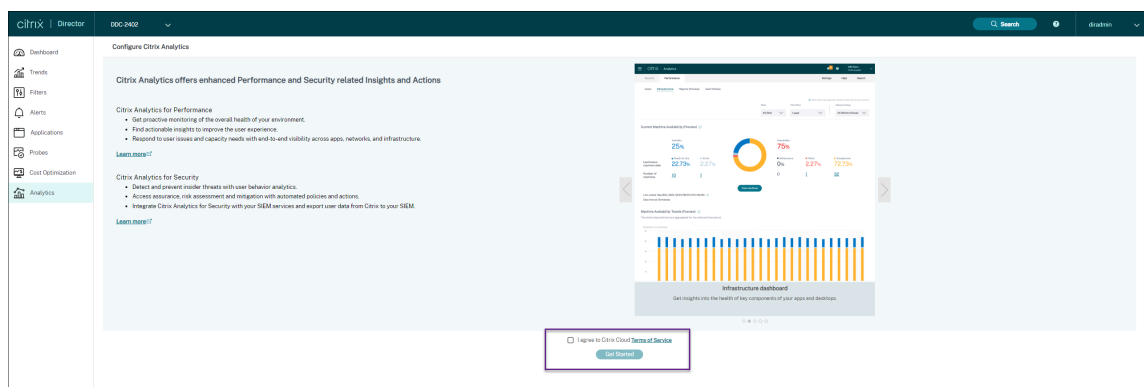 citrix | Director
DDC-2402
Search
diradmin
Dashboard
Trends
Filters
Alerts
Applications
Probes
Cost Optimization
Analytics
Configure Citrix Analytics
Citrix Analytics offers enhanced Performance and Security related Insights and Actions
Citrix Analytics for Performance
• Get proactive monitoring of the overall health of your environment.
• Find actionable insights to improve the user experience.
• Respond to user issues and capacity needs with end-to-end visibility across apps, networks, and infrastructure.
Learn more
Citrix Analytics for Security
• Detect and prevent insider threats with user behavior analytics.
• Access assurance, risk assessment and mitigation with automated policies and actions.
• Integrate Citrix Analytics for Security with your SIEM services and export user data from Citrix to your SIEM.
Learn more
citrix Analytics
Performance
Current Machine Availability (Preview)
25%
75%
22.73% 2.27% 0% 2.27% 72.73%
Machine Availability Trends (Preview)
Infrastructure dashboard
Get insights into the health of key components of your apps and desktops.
I agree to Citrix Cloud Terms of Service
Get Started